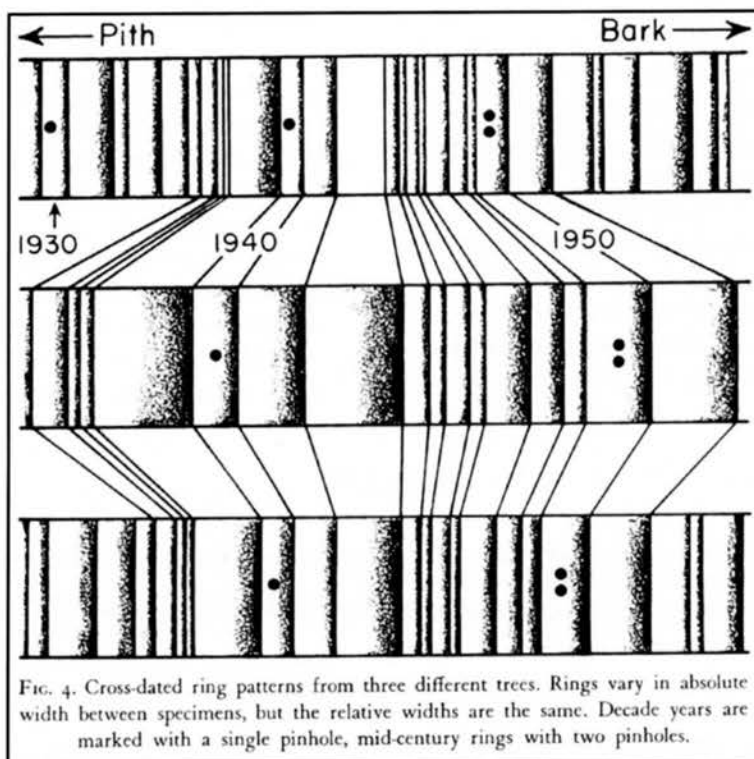 Pith Bark
1930 1940 1950
FIG. 4. Cross-dated ring patterns from three different trees. Rings vary in absolute
width between specimens, but the relative widths are the same. Decade years are
marked with a single pinhole, mid-century rings with two pinholes.